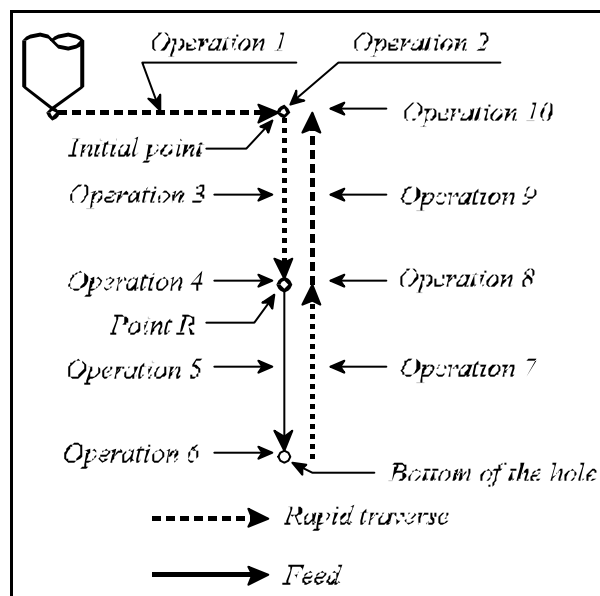 Operation 1
Operation 2
Operation 10
Initial point
Operation 3
Operation 9
Operation 4
Operation 8
Point R
Operation 5
Operation 7
Operation 6
Bottom of the hole
Rapid traverse
Feed